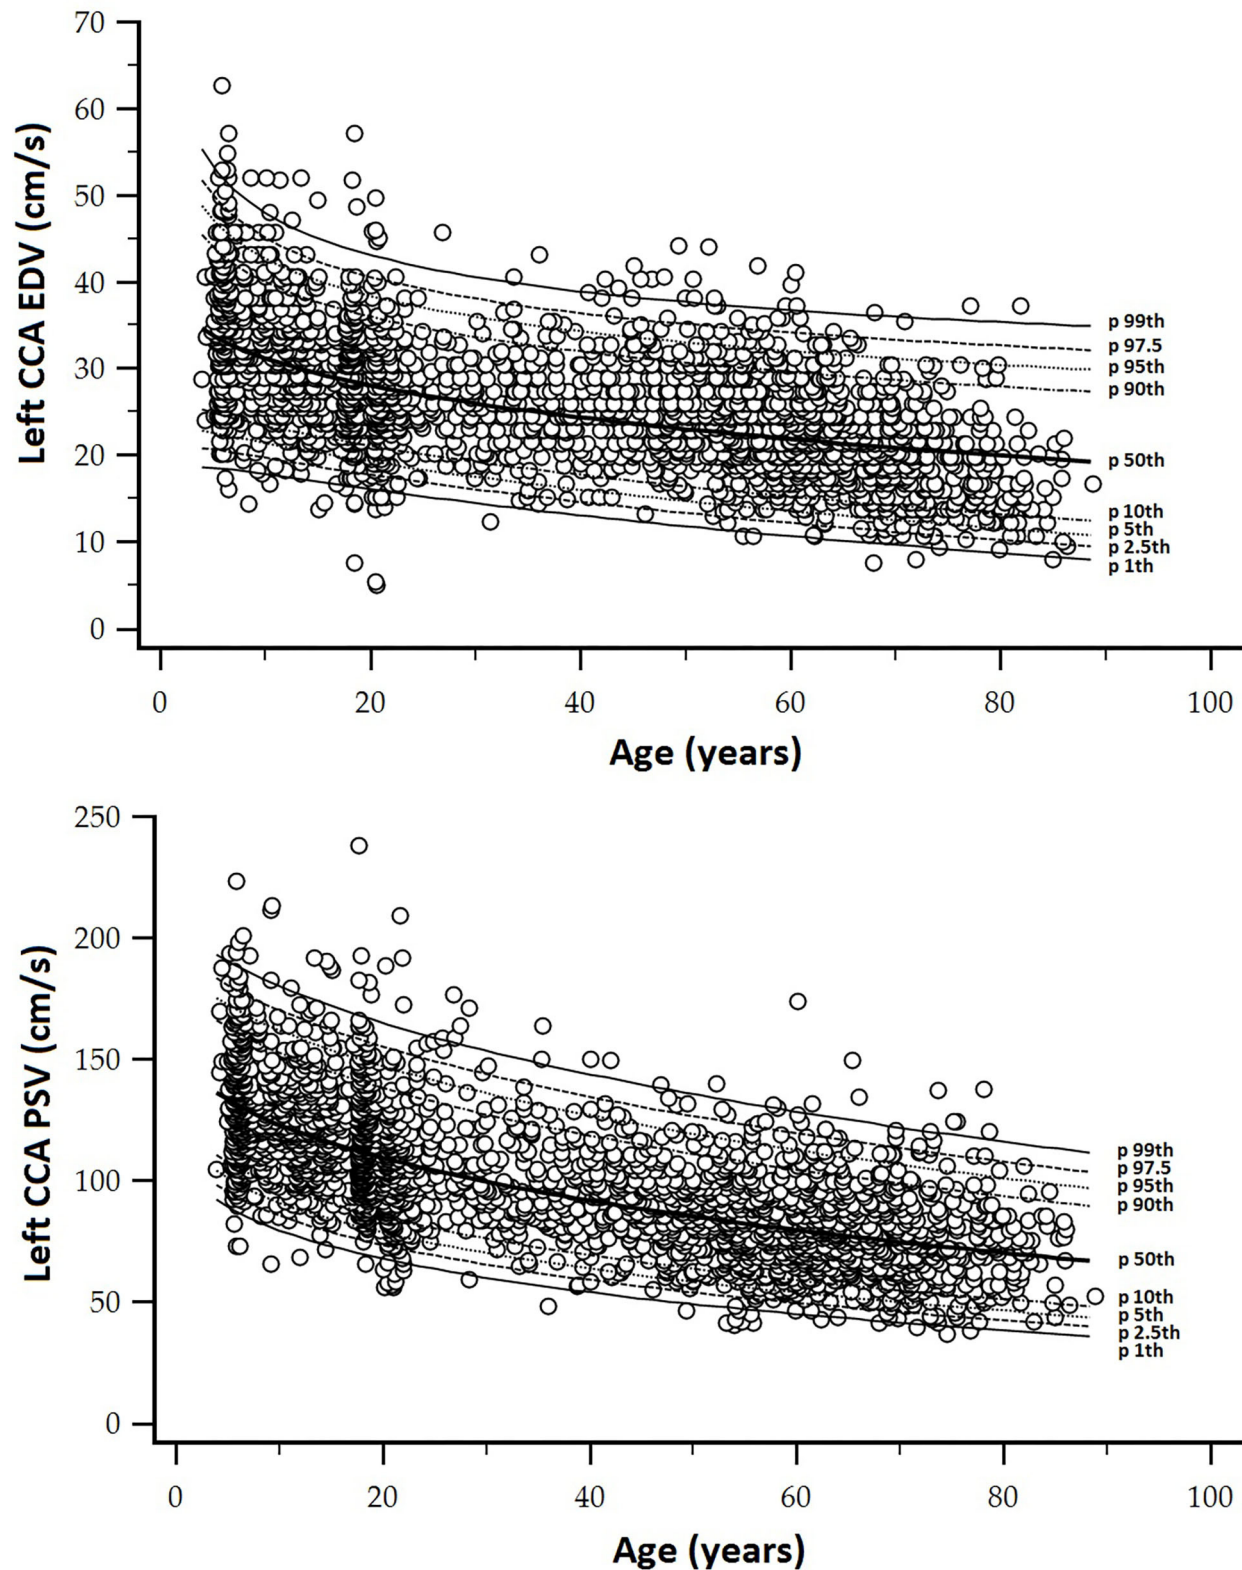 Left CCA EDV (cm/s)
70
60
50
40
30
20
10
0
p 99th
p 97.5
p 95th
p 90th
p 50th
p 10th
p 5th
p 2.5th
p 1th
0 20 40 60 80 100
Age (years)
Left CCA PSV (cm/s)
250
200
150
100
50
0
p 99th
p 97.5
p 95th
p 90th
p 50th
p 10th
p 5th
p 2.5th
p 1th
0 20 40 60 80 100
Age (years)